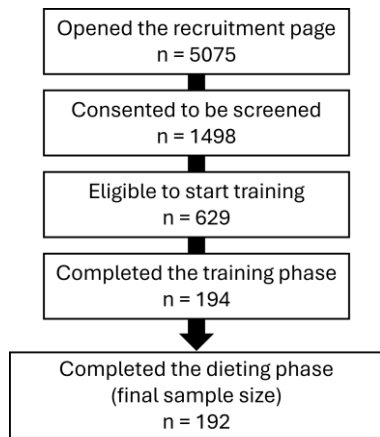 Opened the recruitment page
n = 5075
Consented to be screened
n = 1498
Eligible to start training
n = 629
Completed the training phase
n = 194
Completed the dieting phase
(final sample size)
n = 192